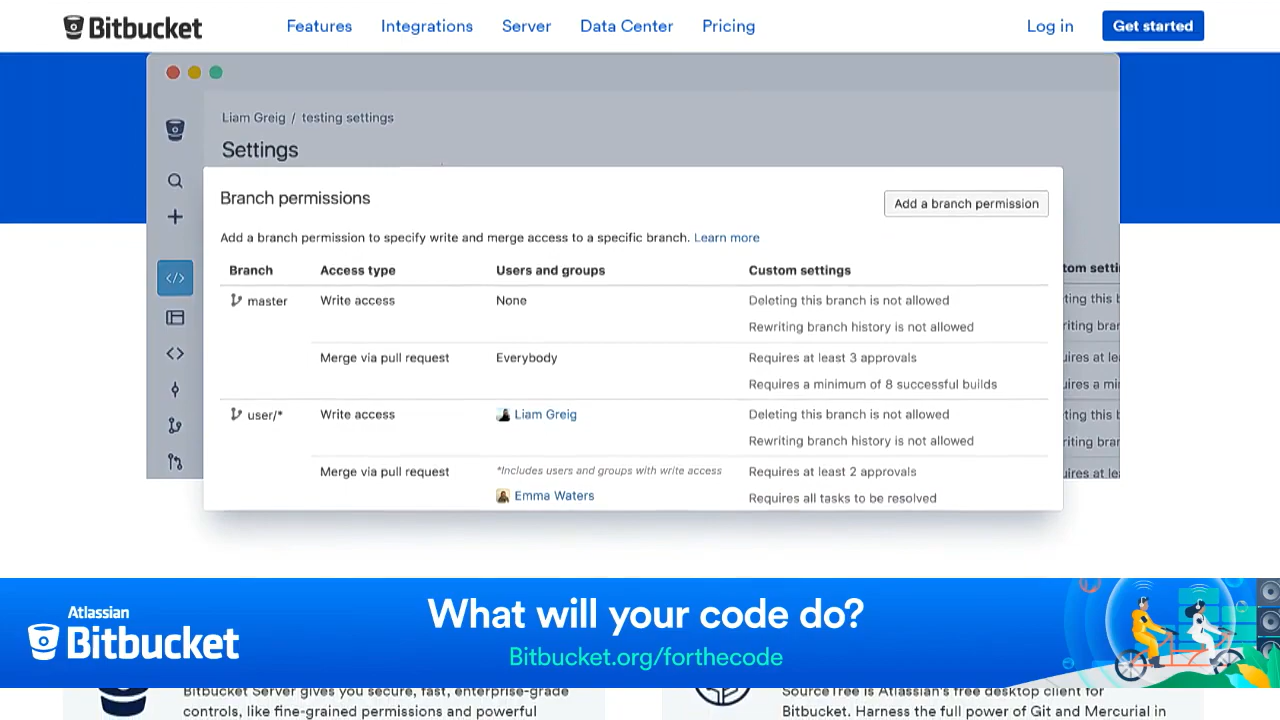 Bitbucket
Features Integrations Server Data Center Pricing
Log in Get started
Liam Greig / testing settings
Settings
Branch permissions
Add a branch permission
Add a branch permission to specify write and merge access to a specific branch. Learn more
Branch Access type Users and groups Custom settings
master Write access None Deleting this branch is not allowed
Rewriting branch history is not allowed
Merge via pull request Everybody Requires at least 3 approvals
Requires a minimum of 8 successful builds
user/* Write access Liam Greig Deleting this branch is not allowed
Rewriting branch history is not allowed
Merge via pull request *Includes users and groups with write access Requires at least 2 approvals
Emma Waters Requires all tasks to be resolved
Atlassian
Bitbucket
What will your code do?
Bitbucket.org/forthecode
Bitbucket Server gives you secure, fast, enterprise-grade
controls, like fine-grained permissions and powerful
SourceTree is Atlassian's free desktop client for
Bitbucket. Harness the full power of Git and Mercurial in